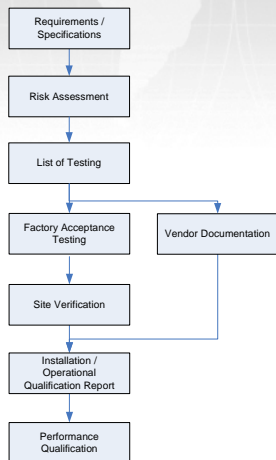 Requirements /
Specifications
Risk Assessment
List of Testing
Factory Acceptance
Testing
Vendor Documentation
Site Verification
Installation /
Operational
Qualification Report
Performance
Qualification